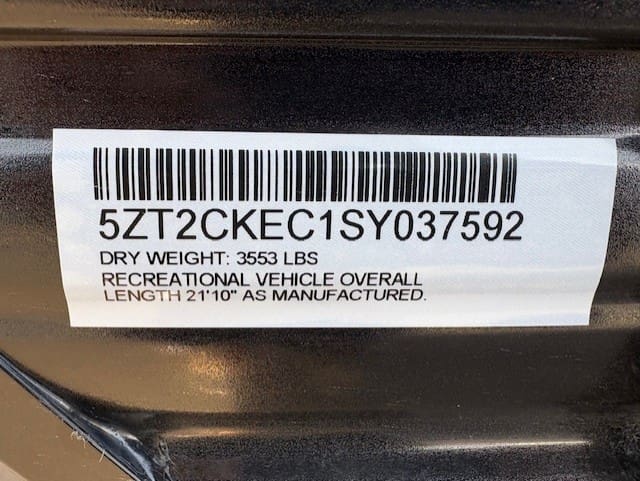 5ZT2CKEC1SY037592
DRY WEIGHT: 3553 LBS
RECREATIONAL VEHICLE OVERALL
LENGTH 21'10" AS MANUFACTURED.